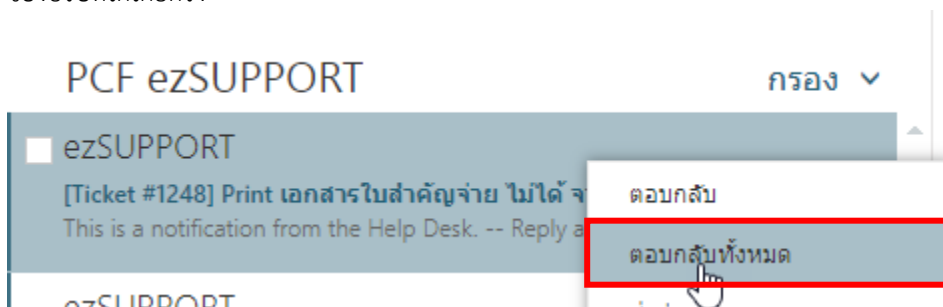 PCF ezSUPPORT
กรอง
ezSUPPORT
[Ticket #1248] Print เอกสารใบสำคัญจ่าย ไม่ได้
This is a notification from the Help Desk. -- Reply
ตอบกลับ
ตอบกลับทั้งหมด
ezSUPPORT